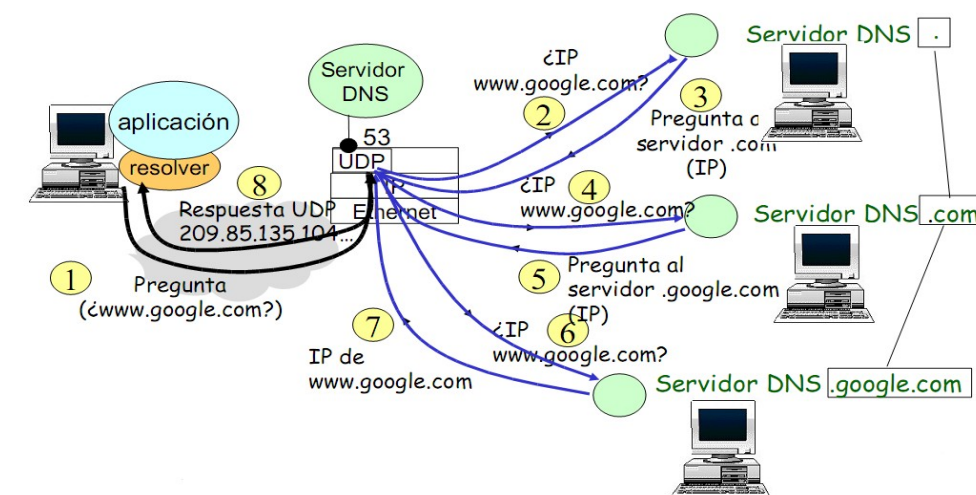 Servidor DNS .
Servidor
DNS
¿IP
www.google.com?
2
3
Pregunta a
servidor .com
(IP)
aplicación
resolver
53
UDP
IP
Ethernet
8
Respuesta UDP
209.85.135.104...
¿IP
www.google.com?
4
Servidor DNS .com
1
Pregunta
(¿www.google.com?)
5
Pregunta al
servidor .google.com
(IP)
7
IP de
www.google.com
¿IP
www.google.com?
6
Servidor DNS .google.com